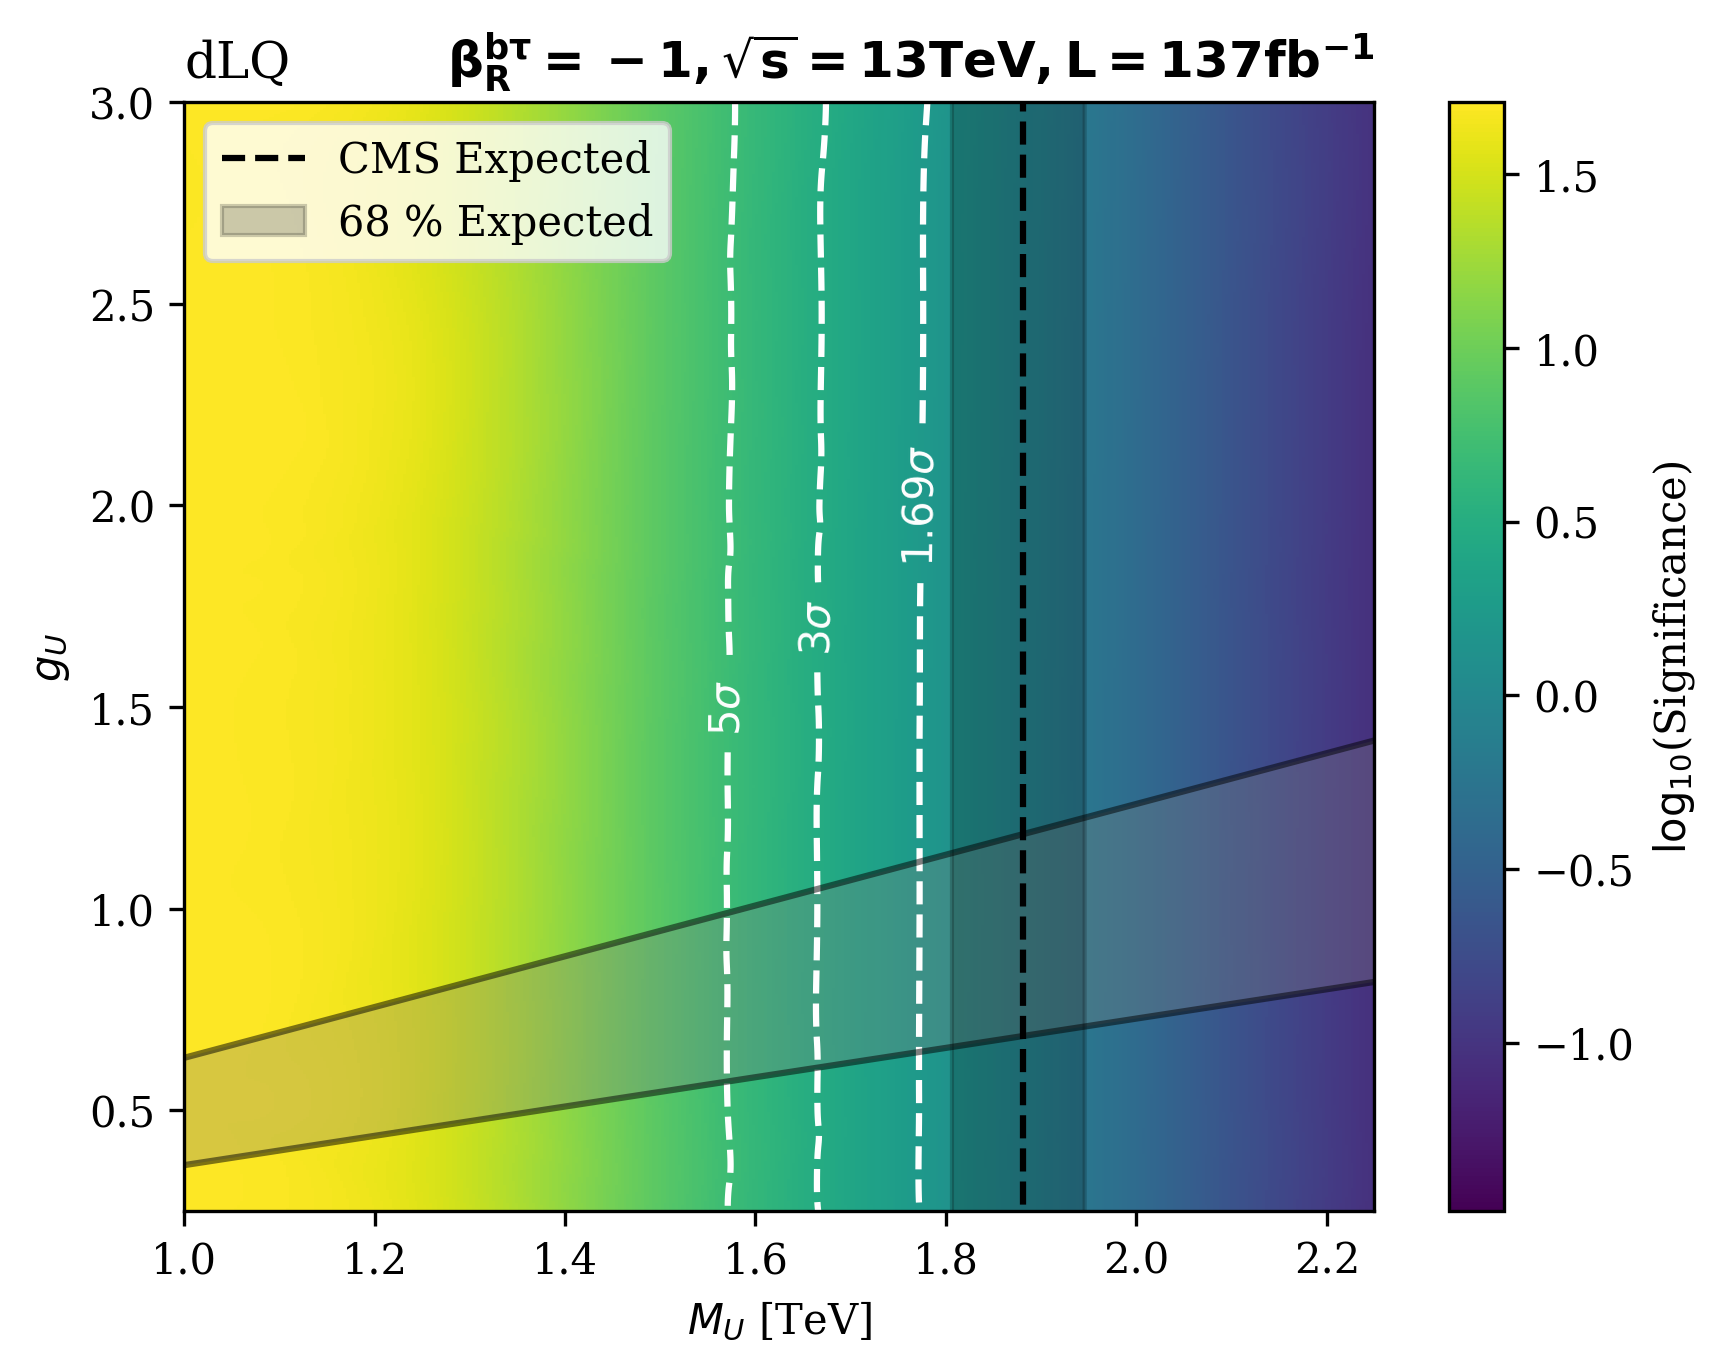 dLQ
β_R^{bτ} = −1, √s = 13TeV, L = 137fb⁻¹
CMS Expected
68 % Expected
3.0
2.5
2.0
1.5
1.0
0.5
g_U
5σ
3σ
1.69σ
1.0
1.2
1.4
1.6
1.8
2.0
2.2
M_U [TeV]
1.5
1.0
0.5
0.0
−0.5
−1.0
log₁₀(Significance)